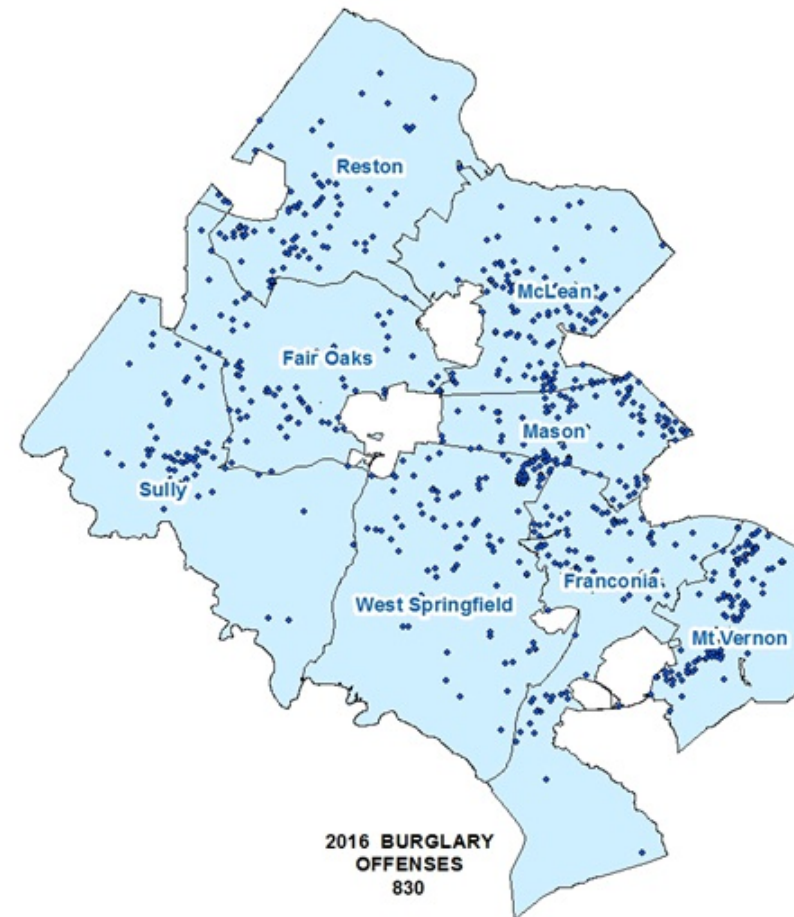 Reston
McLean
Fair Oaks
Mason
Sully
Franconia
West Springfield
Mt Vernon
2016 BURGLARY
OFFENSES
830